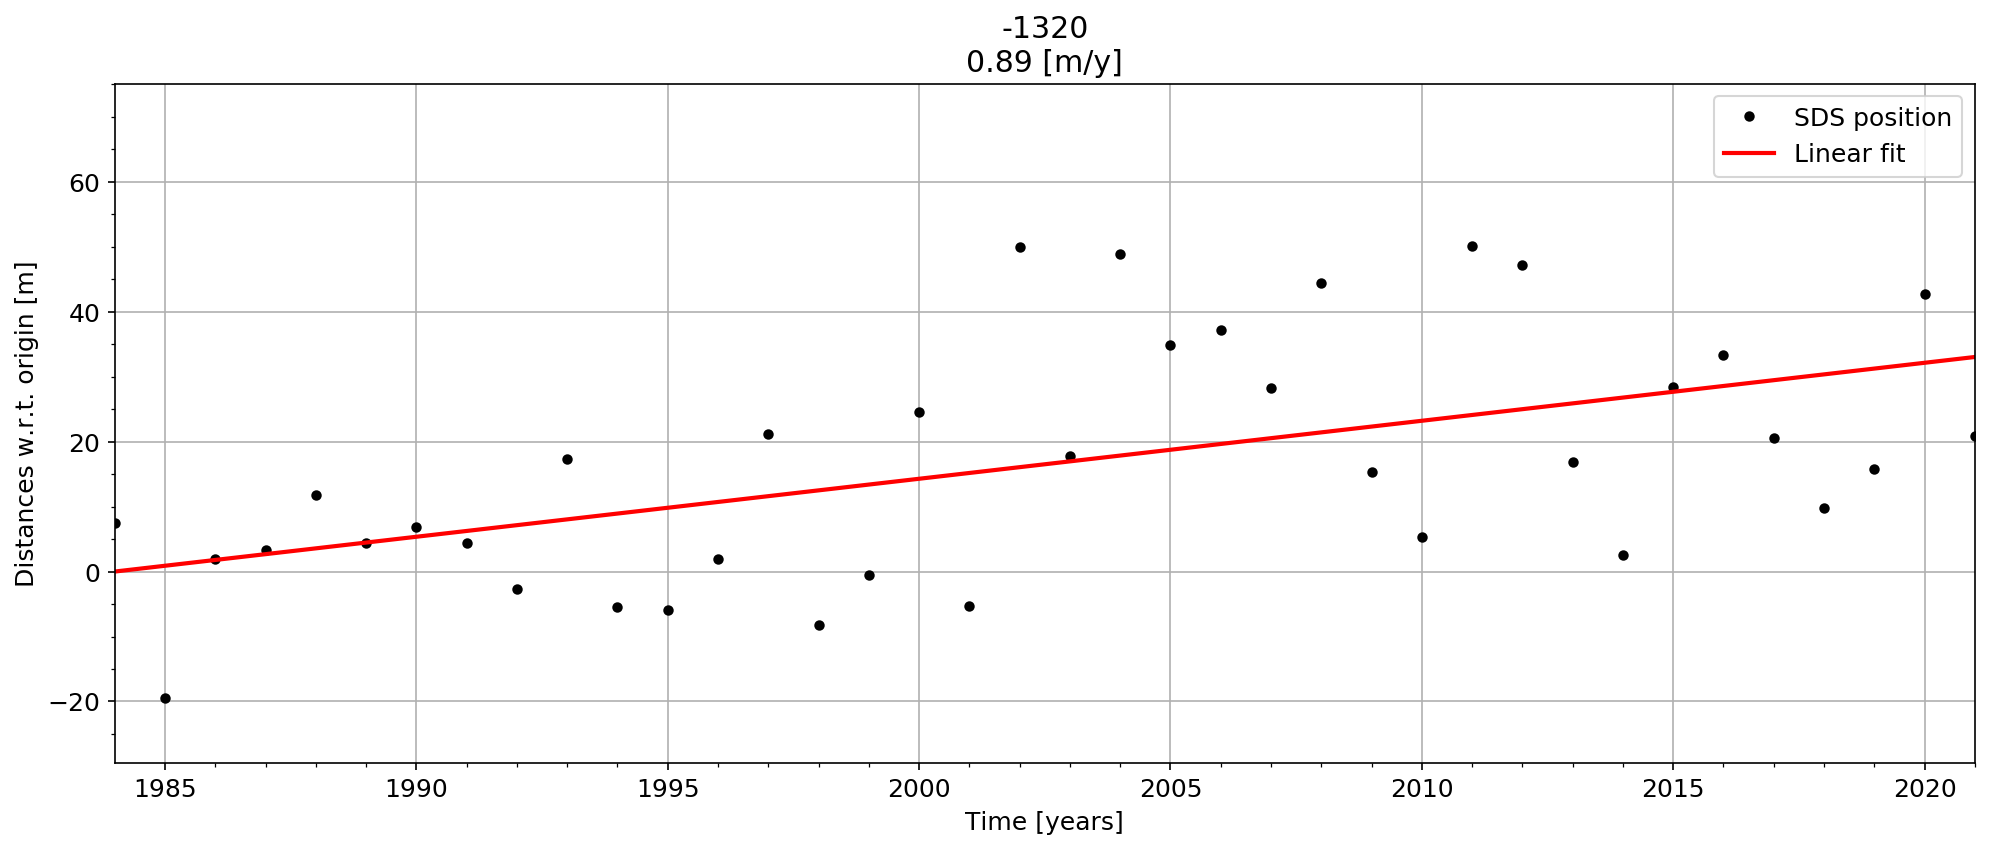 -1320
0.89 [m/y]
SDS position
Linear fit
Distances w.r.t. origin [m]
60
40
20
0
−20
1985 1990 1995 2000 2005 2010 2015 2020
Time [years]